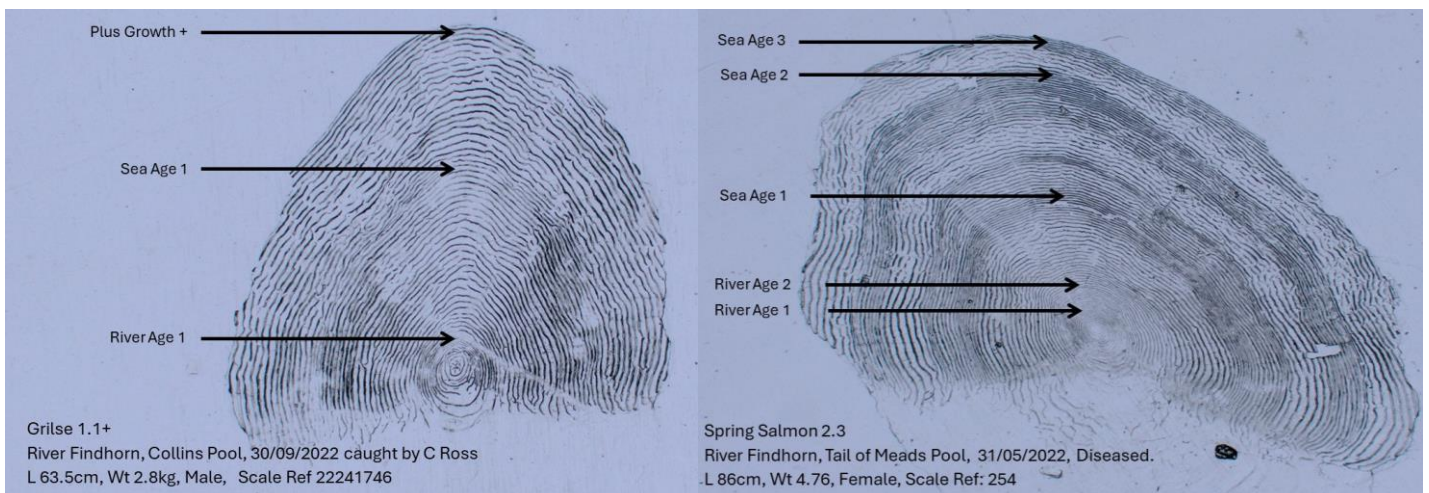 Plus Growth +
Sea Age 1
River Age 1
Grilse 1.1+
River Findhorn, Collins Pool, 30/09/2022 caught by C Ross
L 63.5cm, Wt 2.8kg, Male, Scale Ref 22241746
Sea Age 3
Sea Age 2
Sea Age 1
River Age 2
River Age 1
Spring Salmon 2.3
River Findhorn, Tail of Meads Pool, 31/05/2022, Diseased.
L 86cm, Wt 4.76, Female, Scale Ref: 254